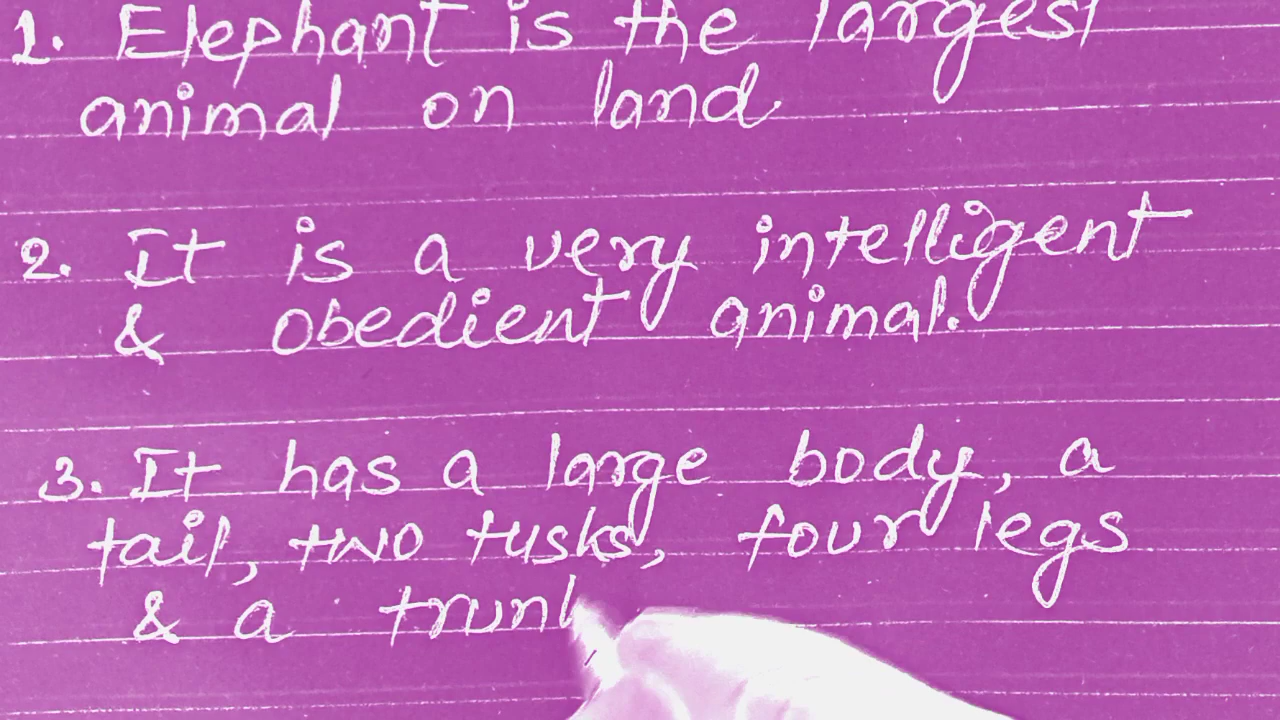 1. Elephant is the largest
animal on land
2. It is a very intelligent
& obedient animal.
3. It has a large body, a
tail, two tusks, four legs
& a